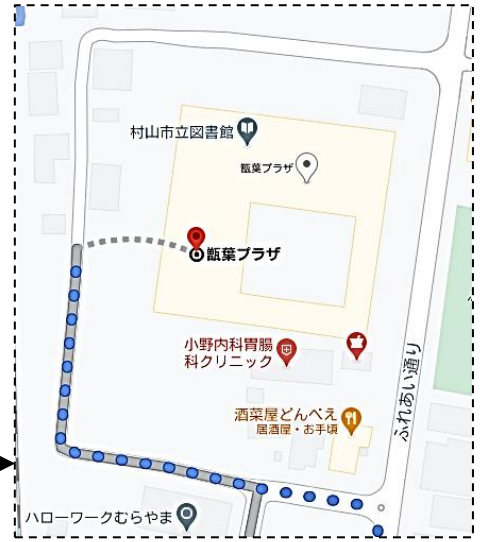 村山市立図書館
甑葉プラザ
甑葉プラザ
小野内科胃腸
科クリニック
ふれあい通り
酒菜屋どんべえ
居酒屋・お手頃
ハローワークむらやま